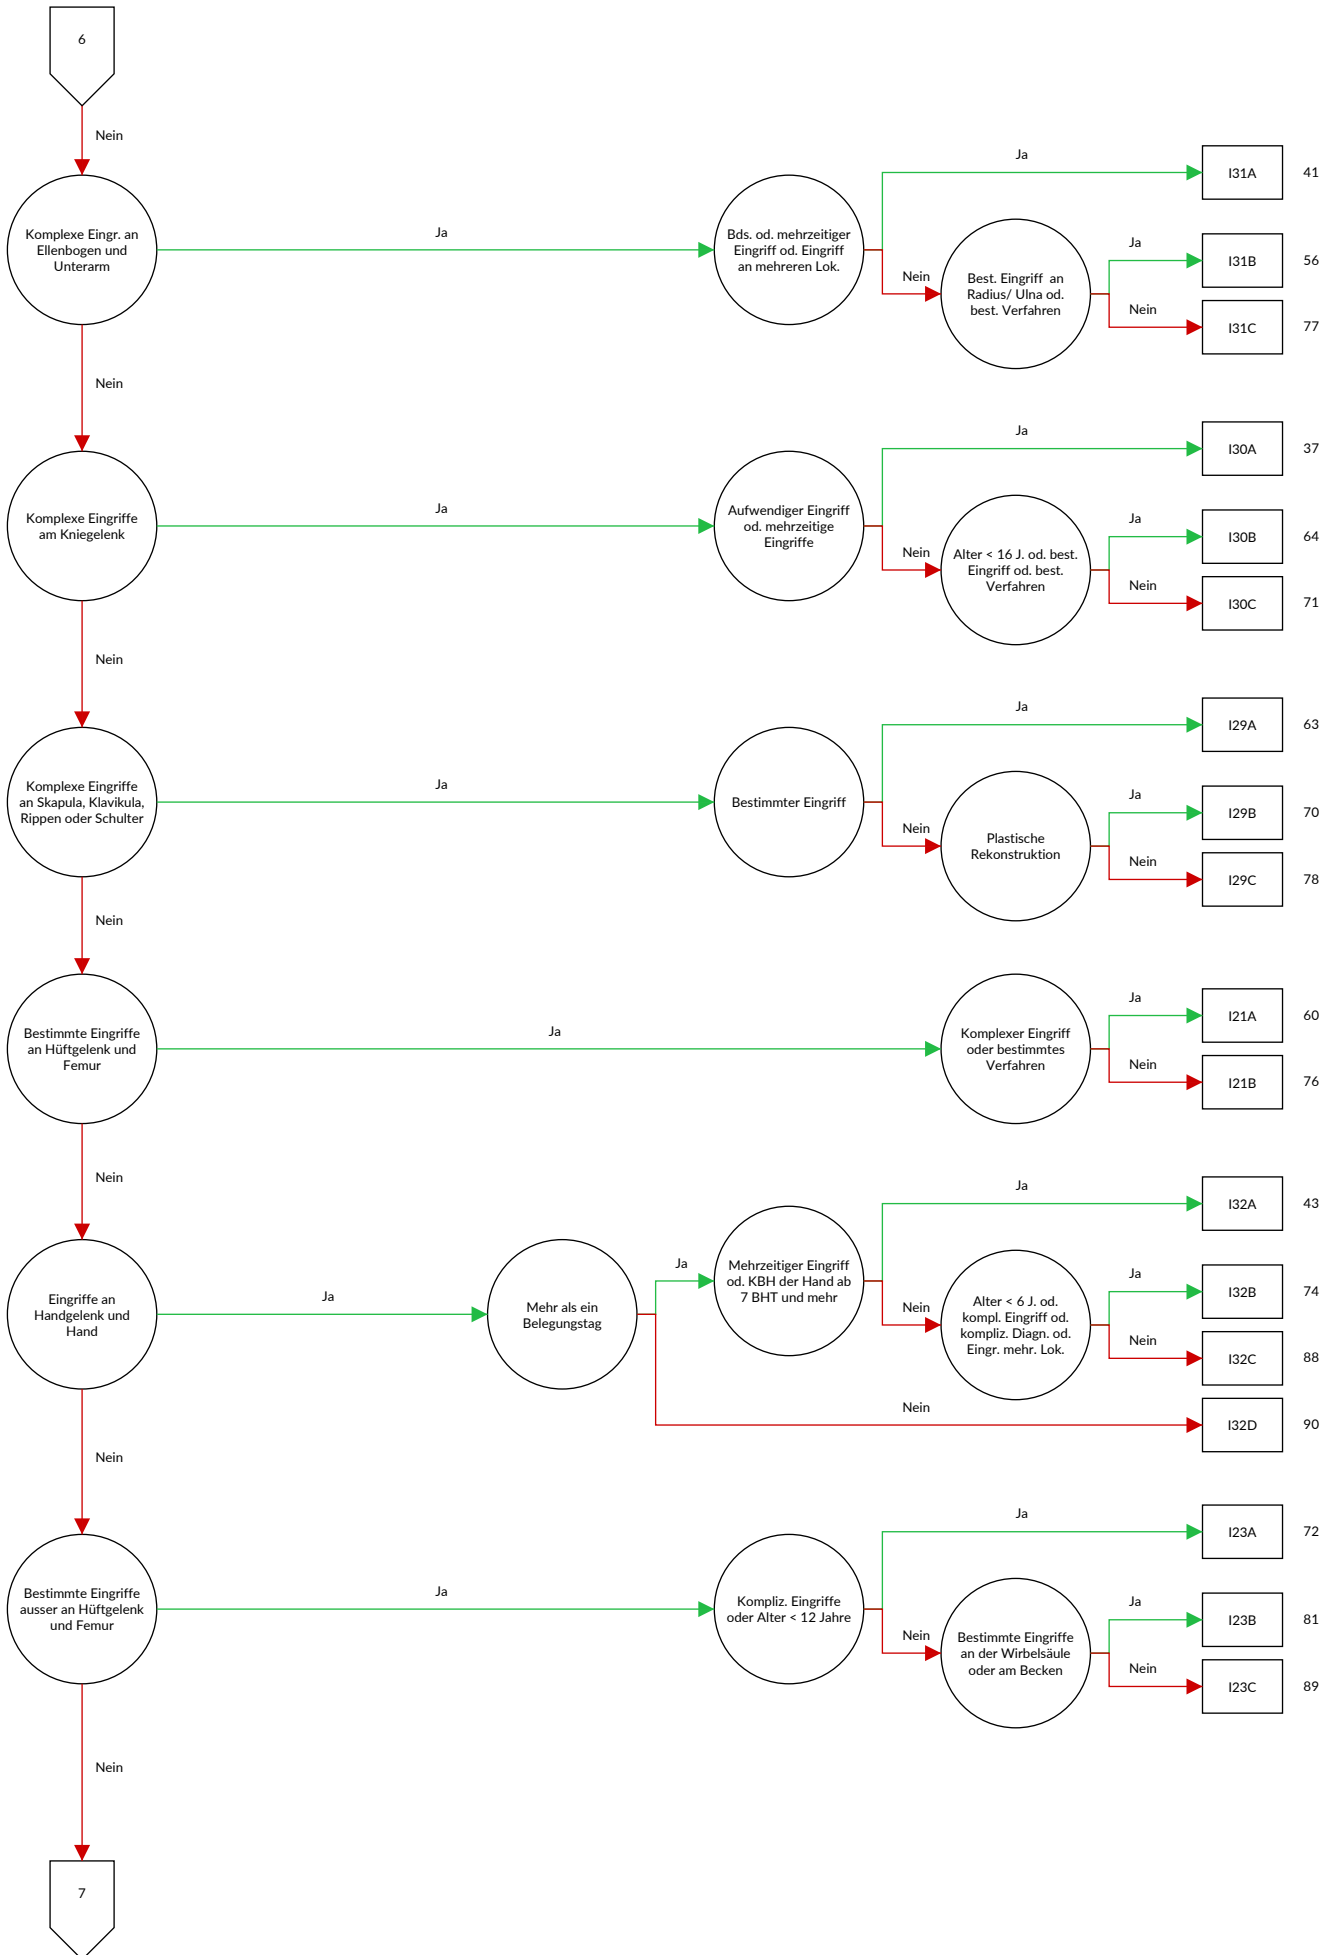 6
Nein
Komplexe Eingr. an
Ellenbogen und
Unterarm
Ja
Bds. od. mehrzeitiger
Eingriff od. Eingriff
an mehreren Lok.
Ja
I31A
41
Nein
Best. Eingriff an
Radius/ Ulna od.
best. Verfahren
Ja
I31B
56
Nein
I31C
77
Nein
Komplexe Eingriffe
am Kniegelenk
Ja
Aufwendiger Eingriff
od. mehrzeitige
Eingriffe
Ja
I30A
37
Nein
Alter < 16 J. od. best.
Eingriff od. best.
Verfahren
Ja
I30B
64
Nein
I30C
71
Nein
Komplexe Eingriffe
an Skapula, Klavikula,
Rippen oder Schulter
Ja
Bestimmter Eingriff
Ja
I29A
63
Nein
Plastische
Rekonstruktion
Ja
I29B
70
Nein
I29C
78
Nein
Bestimmte Eingriffe
an Hüftgelenk und
Femur
Ja
Komplexer Eingriff
oder bestimmtes
Verfahren
Ja
I21A
60
Nein
I21B
76
Nein
Eingriffe an
Handgelenk und
Hand
Ja
Mehr als ein
Belegungstag
Ja
Mehrzeitiger Eingriff
od. KBH der Hand ab
7 BHT und mehr
Ja
I32A
43
Nein
Alter < 6 J. od.
kompl. Eingriff od.
kompliz. Diagn. od.
Eingr. mehr. Lok.
Ja
I32B
74
Nein
I32C
88
Nein
I32D
90
Nein
Bestimmte Eingriffe
ausser an Hüftgelenk
und Femur
Ja
Kompliz. Eingriffe
oder Alter < 12 Jahre
Ja
I23A
72
Nein
Bestimmte Eingriffe
an der Wirbelsäule
oder am Becken
Ja
I23B
81
Nein
I23C
89
Nein
7